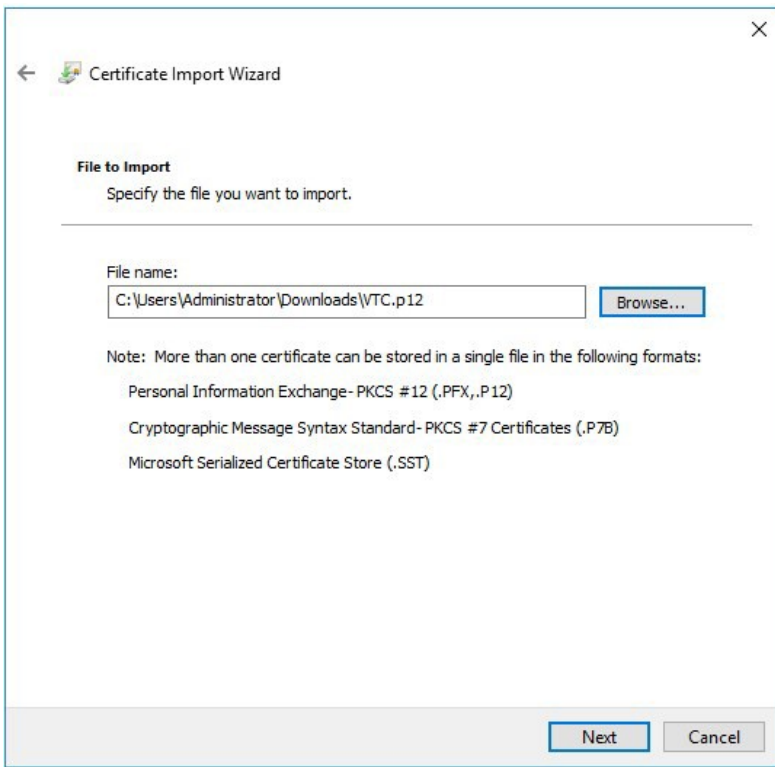 Certificate Import Wizard
File to Import
Specify the file you want to import.
File name:
C:\Users\Administrator\Downloads\VTC.p12
Browse...
Note: More than one certificate can be stored in a single file in the following formats:
Personal Information Exchange- PKCS #12 (.PFX,.P12)
Cryptographic Message Syntax Standard- PKCS #7 Certificates (.P7B)
Microsoft Serialized Certificate Store (.SST)
Next
Cancel